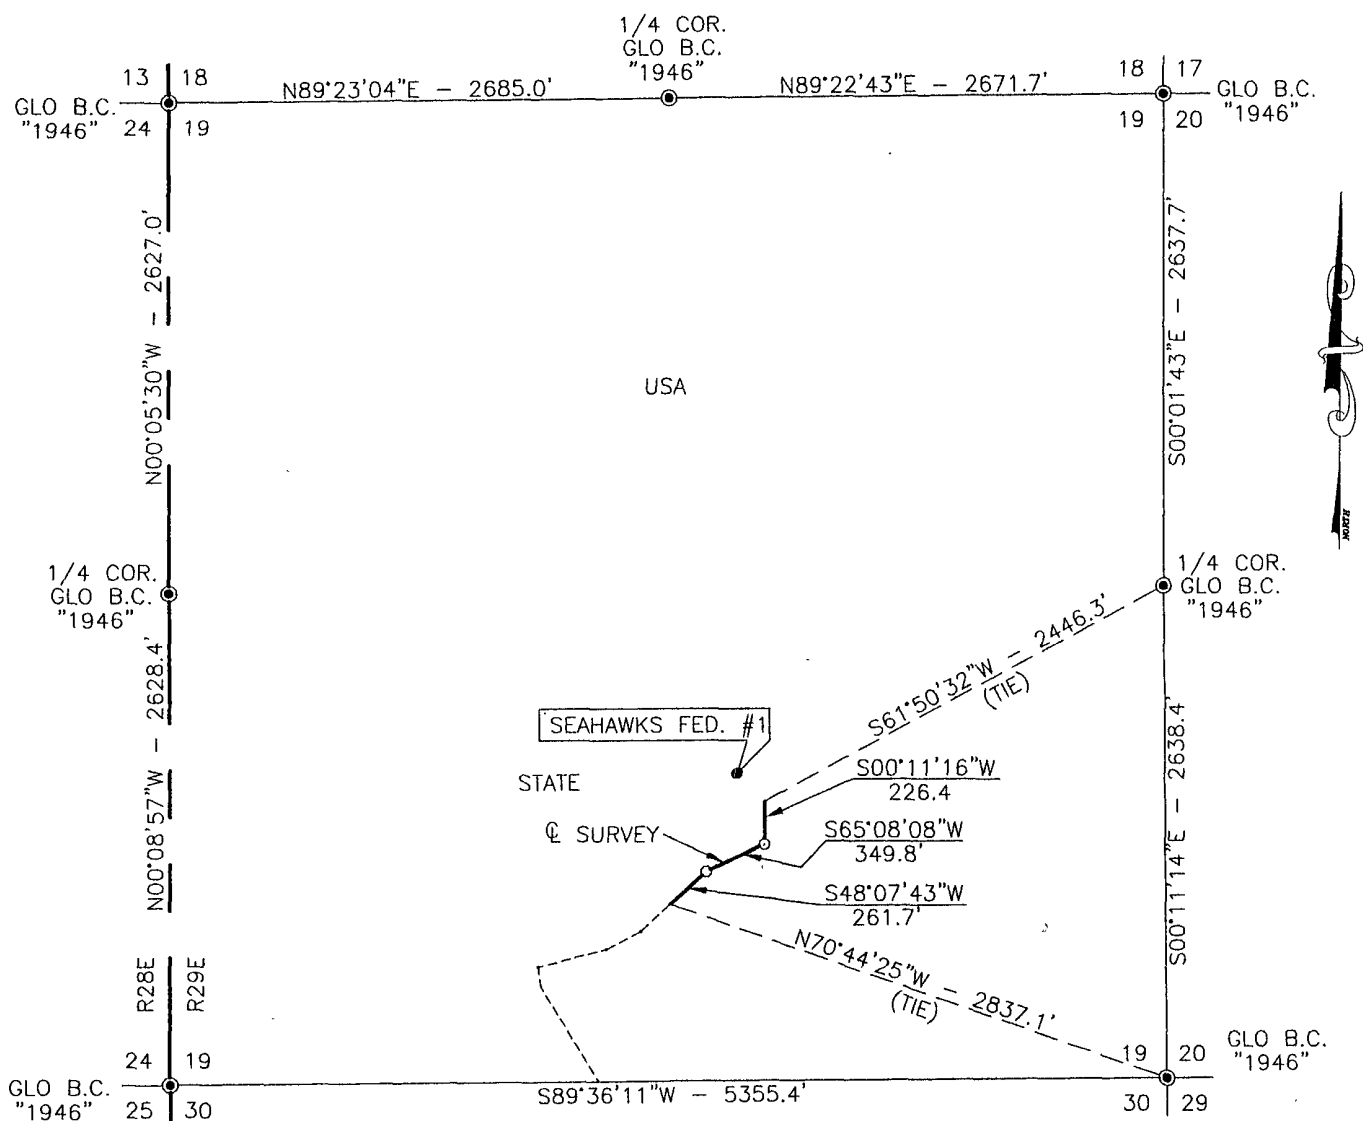 1/4 COR.
GLO B.C.
"1946"
13 18
N89°23'04"E - 2685.0'
N89°22'43"E - 2671.7'
18 17
GLO B.C.
"1946"
24 19
19 20
GLO B.C.
"1946"
N00°05'30"W - 2627.0'
S00°01'43"E - 2637.7'
USA
NORTH
1/4 COR.
GLO B.C.
"1946"
1/4 COR.
GLO B.C.
"1946"
S61°50'32"W - 2446.3'
(TIE)
N00°08'57"W - 2628.4'
SEAHAWKS FED. #1
STATE
S00°11'16"W
226.4
℄ SURVEY
S65°08'08"W
349.8'
S48°07'43"W
261.7'
S00°11'14"E - 2638.4'
N70°44'25"W - 2837.1'
(TIE)
R28E
R29E
24 19
GLO B.C.
"1946"
25 30
S89°36'11"W - 5355.4'
19 20
GLO B.C.
"1946"
30 29